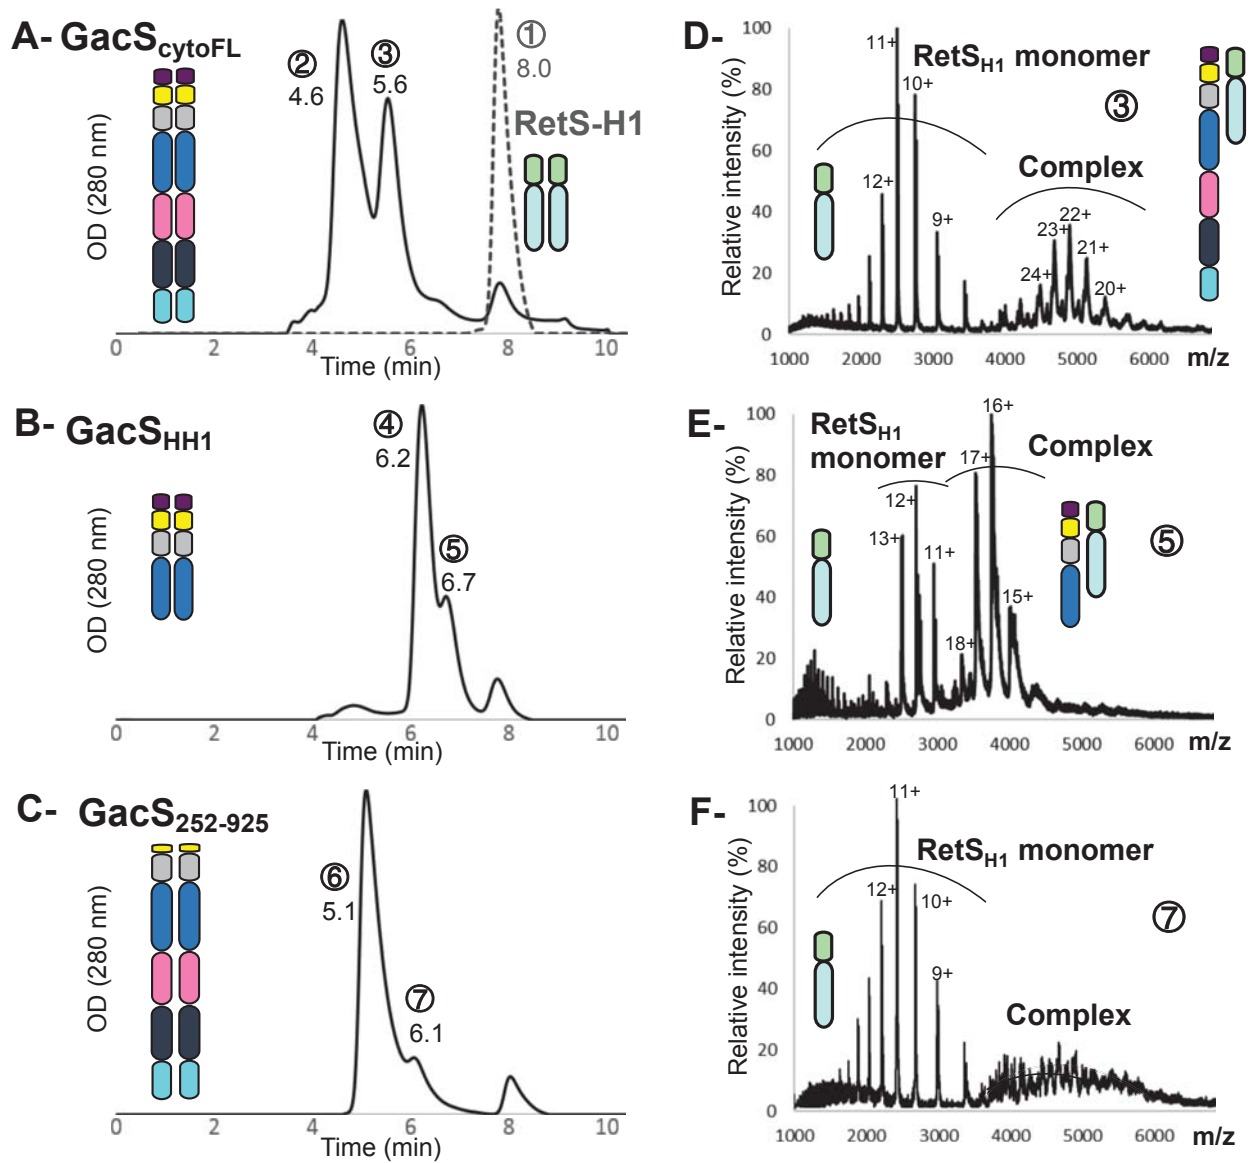 A- GacScytoFL
OD (280 nm)
② 4.6
③ 5.6
① 8.0
RetS-H1
0 2 4 6 8 10
Time (min)
B- GacSHH1
OD (280 nm)
④ 6.2
⑤ 6.7
0 2 4 6 8 10
Time (min)
C- GacS252-925
OD (280 nm)
⑥ 5.1
⑦ 6.1
0 2 4 6 8 10
Time (min)
D-
Relative intensity (%)
100
80
60
40
20
0
RetSH1 monomer
③
Complex
12+ 11+ 10+ 9+
24+ 23+ 22+ 21+ 20+
1000 2000 3000 4000 5000 6000 m/z
E-
Relative intensity (%)
100
80
60
40
20
0
RetSH1
monomer
Complex
⑤
13+ 12+ 11+
18+ 17+ 16+ 15+
1000 2000 3000 4000 5000 6000 m/z
F-
Relative intensity (%)
100
80
60
40
20
0
RetSH1 monomer
⑦
12+ 11+ 10+ 9+
Complex
1000 2000 3000 4000 5000 6000 m/z